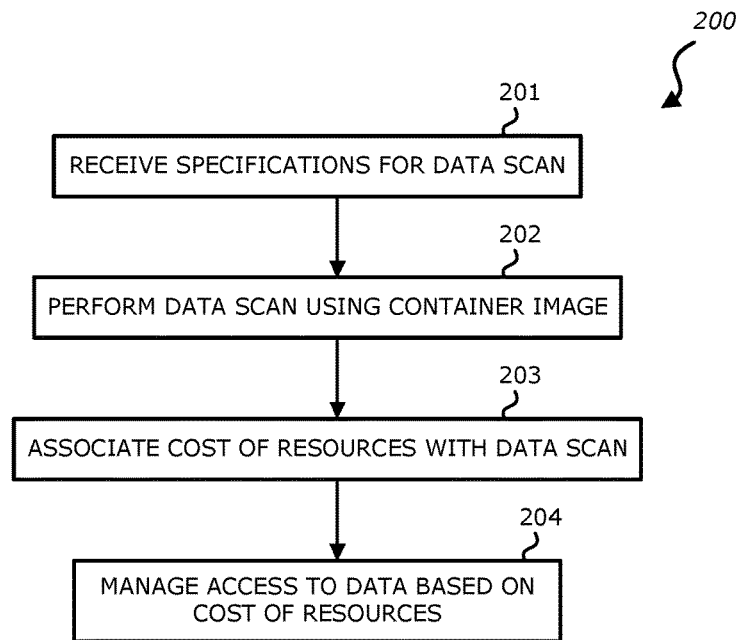 200
201
RECEIVE SPECIFICATIONS FOR DATA SCAN
202
PERFORM DATA SCAN USING CONTAINER IMAGE
203
ASSOCIATE COST OF RESOURCES WITH DATA SCAN
204
MANAGE ACCESS TO DATA BASED ON
COST OF RESOURCES